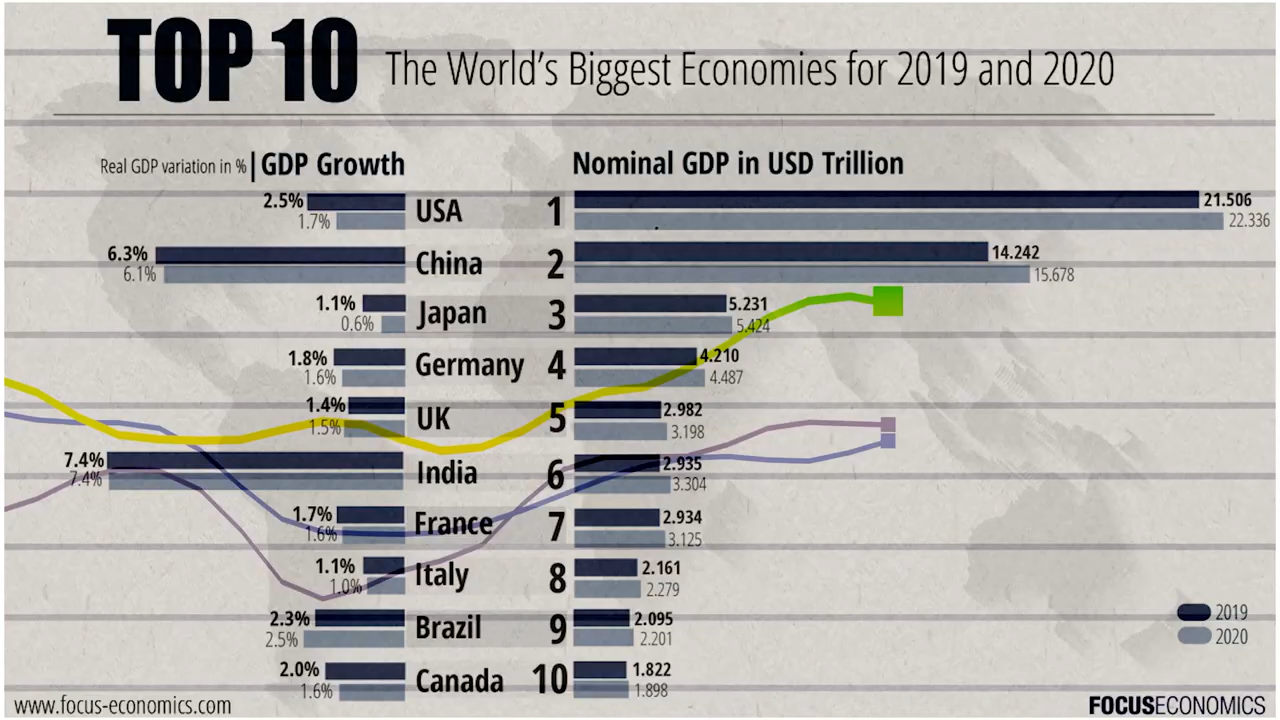 TOP 10 The World's Biggest Economies for 2019 and 2020
Real GDP variation in % | GDP Growth
Nominal GDP in USD Trillion
2.5% USA 1 21.506
1.7% 22.336
6.3% China 2 14.242
6.1% 15.678
1.1% Japan 3 5.231
0.6% 5.424
1.8% Germany 4 4.210
1.6% 4.487
1.4% UK 5 2.982
1.5% 3.198
7.4% India 6 2.935
7.4% 3.304
1.7% France 7 2.934
1.6% 3.125
1.1% Italy 8 2.161
1.0% 2.279
2.3% Brazil 9 2.095
2.5% 2.201
2.0% Canada 10 1.822
1.6% 1.898
2019
2020
www.focus-economics.com
FOCUSECONOMICS